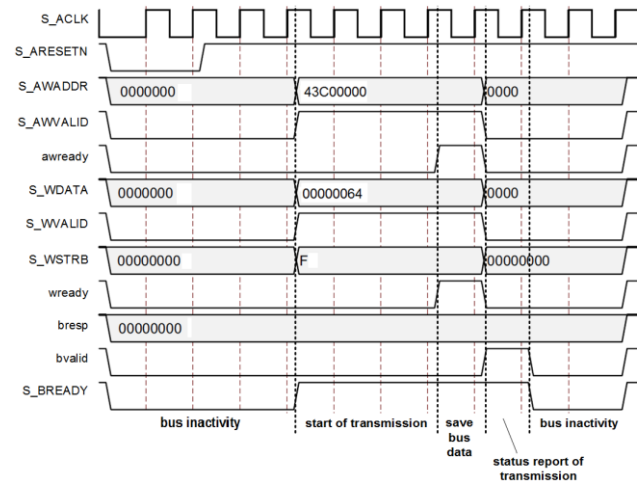 S_ACLK
S_ARESETN
S_AWADDR 0000000 43C00000 0000
S_AWVALID
awready
S_WDATA 0000000 00000064 0000
S_WVALID
S_WSTRB 00000000 F 00000000
wready
bresp 00000000
bvalid
S_BREADY
bus inactivity start of transmission save bus data bus inactivity
status report of
transmission